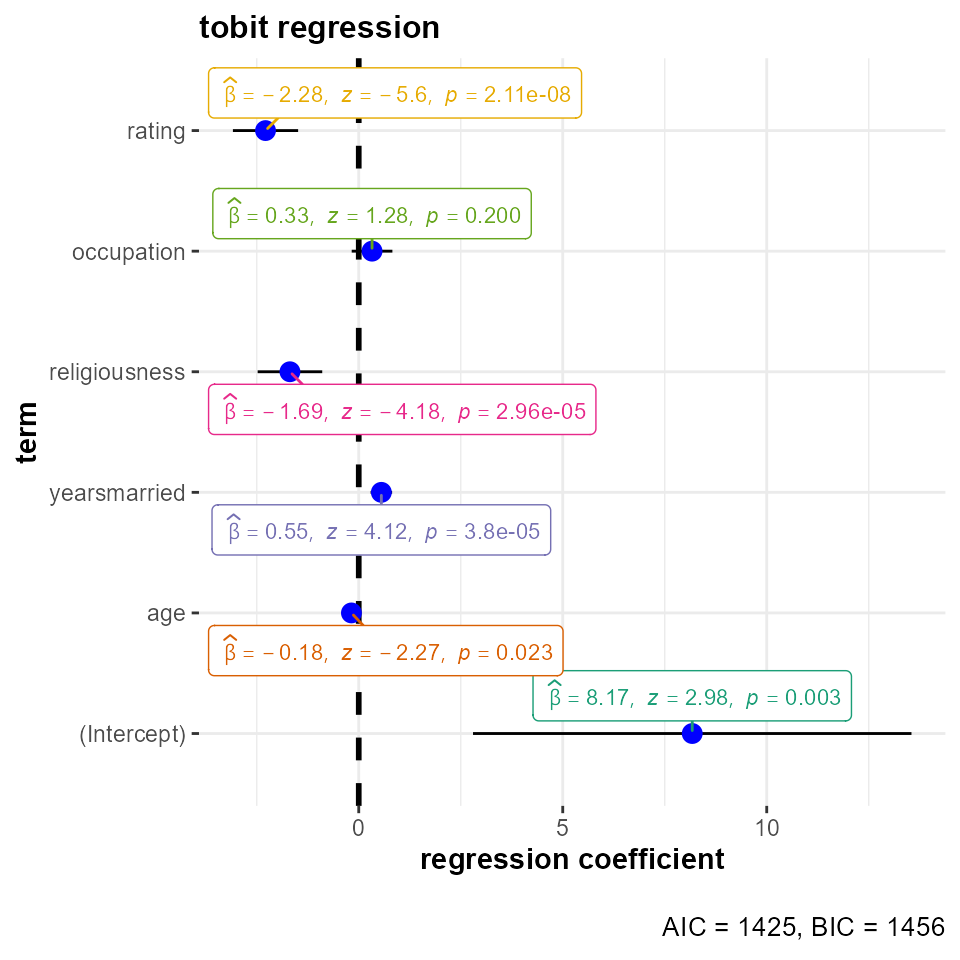 tobit regression
β̂ = −2.28, z = −5.6, p = 2.11e-08
rating
β̂ = 0.33, z = 1.28, p = 0.200
occupation
religiousness
β̂ = −1.69, z = −4.18, p = 2.96e-05
term
yearsmarried
β̂ = 0.55, z = 4.12, p = 3.8e-05
age
β̂ = −0.18, z = −2.27, p = 0.023
β̂ = 8.17, z = 2.98, p = 0.003
(Intercept)
0 5 10
regression coefficient
AIC = 1425, BIC = 1456